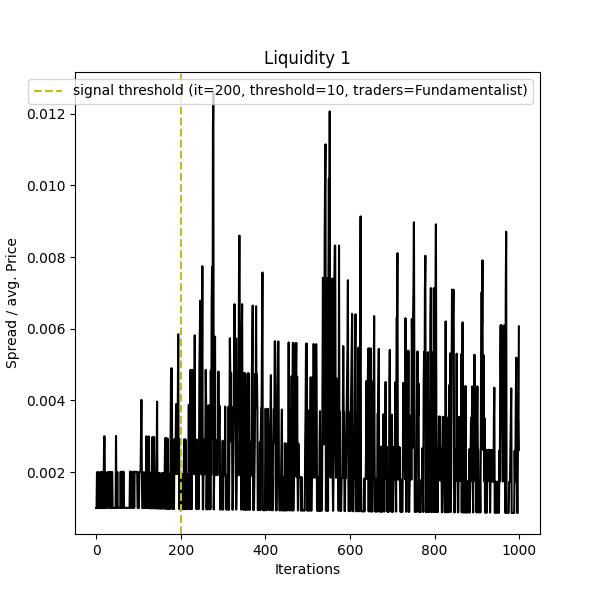 Liquidity 1
signal threshold (it=200, threshold=10, traders=Fundamentalist)
0.012
0.010
0.008
0.006
0.004
0.002
Spread / avg. Price
0 200 400 600 800 1000
Iterations